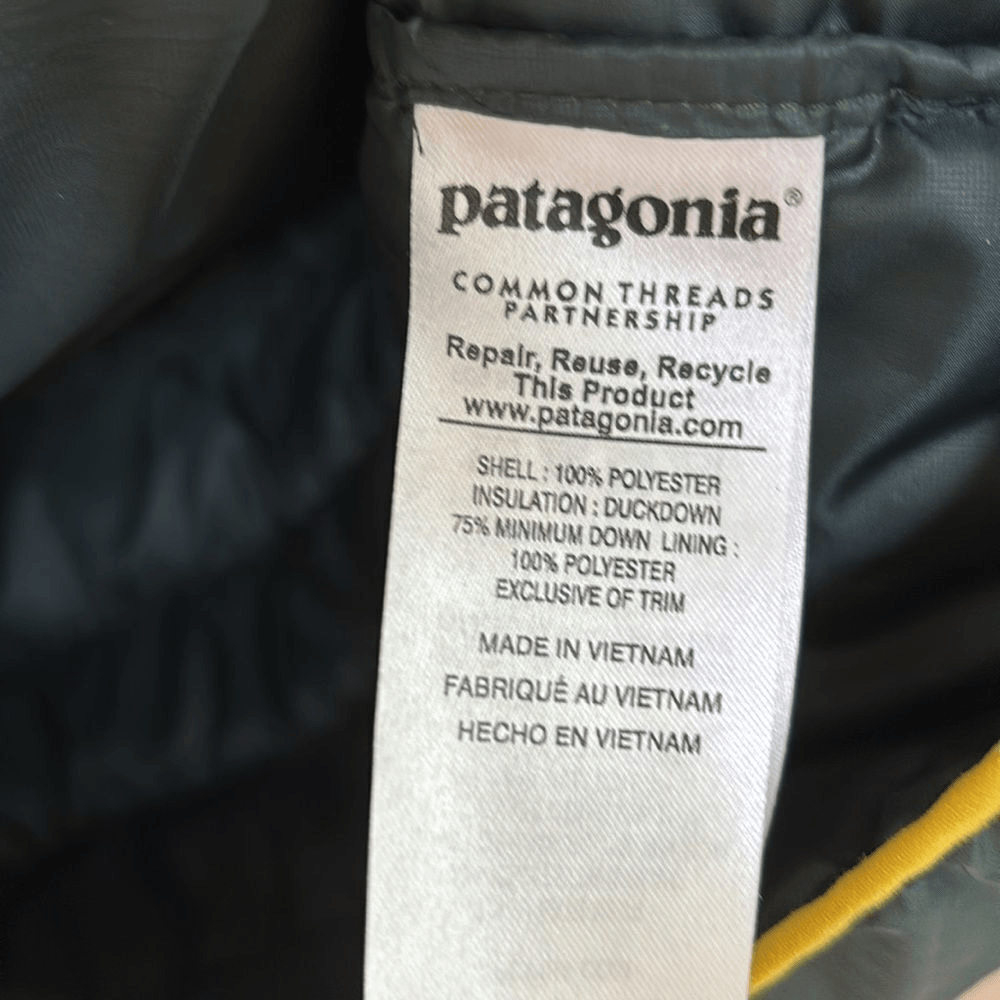 patagonia®
COMMON THREADS
PARTNERSHIP
Repair, Reuse, Recycle
This Product
www.patagonia.com
SHELL : 100% POLYESTER
INSULATION : DUCKDOWN
75% MINIMUM DOWN LINING :
100% POLYESTER
EXCLUSIVE OF TRIM
MADE IN VIETNAM
FABRIQUÉ AU VIETNAM
HECHO EN VIETNAM